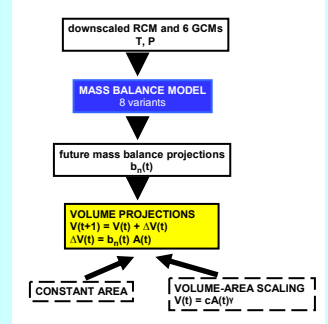 downscaled RCM and 6 GCMs
T, P
MASS BALANCE MODEL
8 variants
future mass balance projections
bn(t)
VOLUME PROJECTIONS
V(t+1) = V(t) + ΔV(t)
ΔV(t) = bn(t) A(t)
CONSTANT AREA
VOLUME-AREA SCALING
V(t) = cA(t)γ